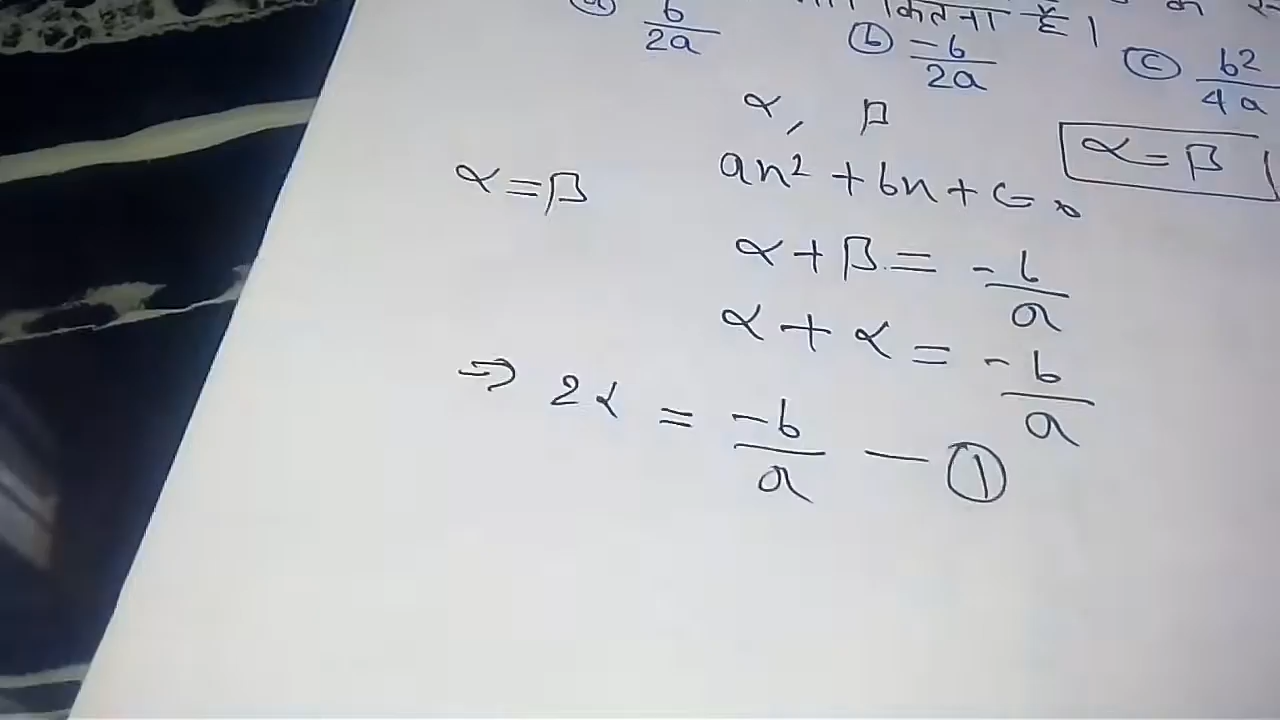 कितना है।
(a) b/2a (b) -b/2a (c) b2/4a
α, β
α=β
an² + bn + c = 0
α = β
α + β = -b/a
α + α = -b/a
⇒ 2α = -b/a — ①